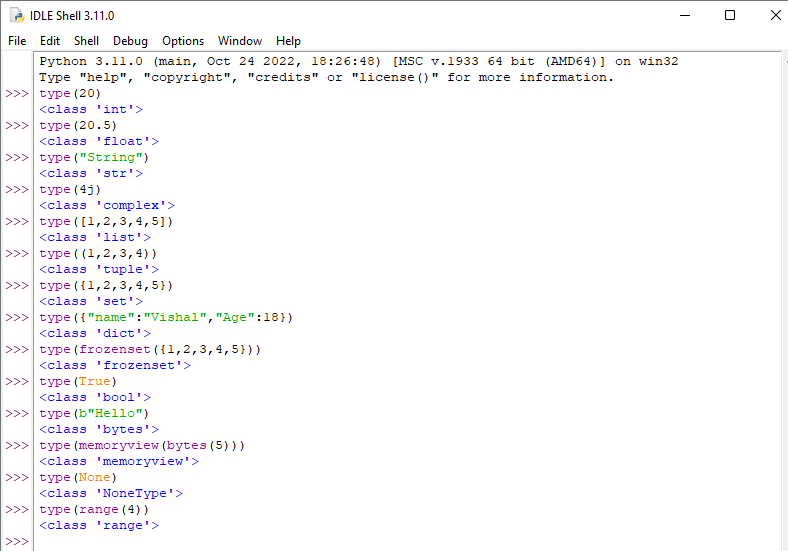 IDLE Shell 3.11.0
File Edit Shell Debug Options Window Help
Python 3.11.0 (main, Oct 24 2022, 18:26:48) [MSC v.1933 64 bit (AMD64)] on win32
Type "help", "copyright", "credits" or "license()" for more information.
>>> type(20)
<class 'int'>
>>> type(20.5)
<class 'float'>
>>> type("String")
<class 'str'>
>>> type(4j)
<class 'complex'>
>>> type([1,2,3,4,5])
<class 'list'>
>>> type((1,2,3,4))
<class 'tuple'>
>>> type({1,2,3,4,5})
<class 'set'>
>>> type({"name":"Vishal","Age":18})
<class 'dict'>
>>> type(frozenset({1,2,3,4,5}))
<class 'frozenset'>
>>> type(True)
<class 'bool'>
>>> type(b"Hello")
<class 'bytes'>
>>> type(memoryview(bytes(5)))
<class 'memoryview'>
>>> type(None)
<class 'NoneType'>
>>> type(range(4))
<class 'range'>
>>>